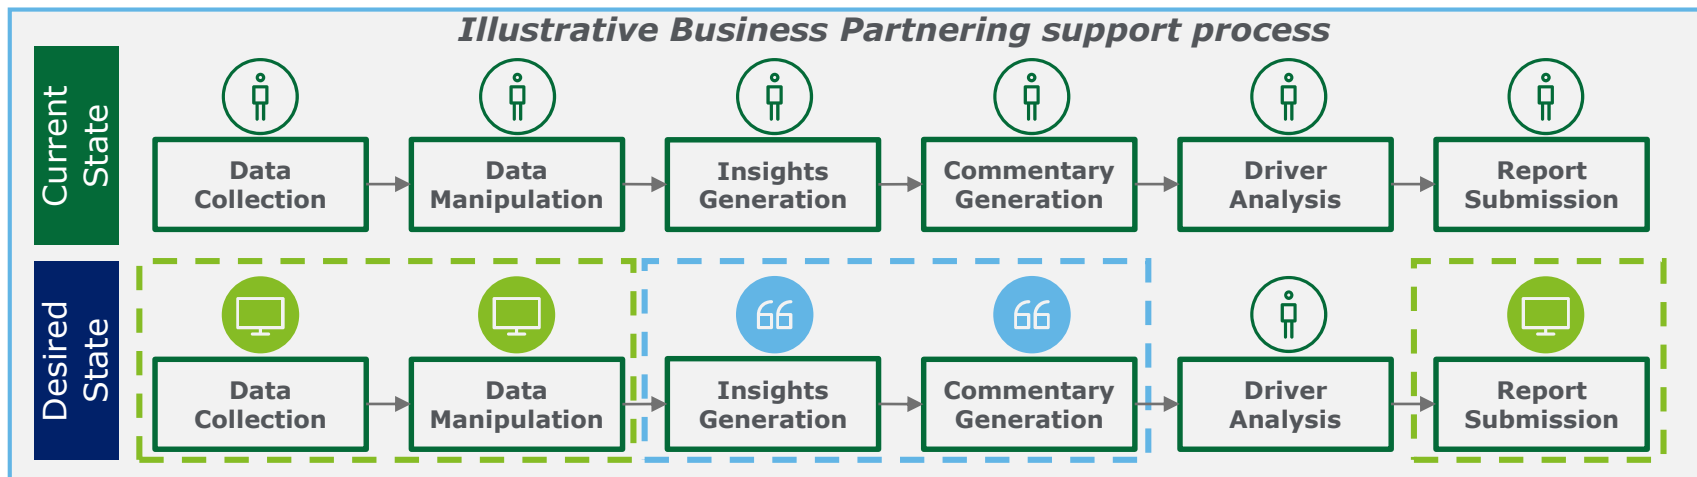 Illustrative Business Partnering support process
Current
State
Data
Collection
Data
Manipulation
Insights
Generation
Commentary
Generation
Driver
Analysis
Report
Submission
Desired
State
Data
Collection
Data
Manipulation
Insights
Generation
Commentary
Generation
Driver
Analysis
Report
Submission